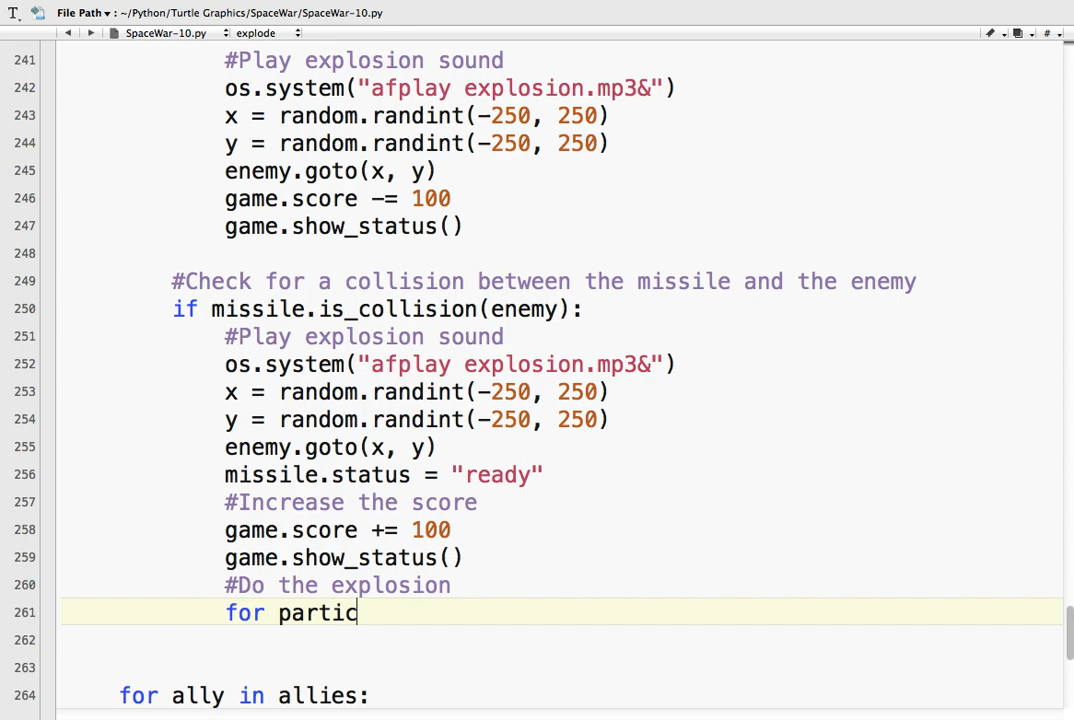 File Path ▾ : ~/Python/Turtle Graphics/SpaceWar/SpaceWar-10.py
SpaceWar-10.py explode #
241 #Play explosion sound
242 os.system("afplay explosion.mp3&")
243 x = random.randint(-250, 250)
244 y = random.randint(-250, 250)
245 enemy.goto(x, y)
246 game.score -= 100
247 game.show_status()
248
249 #Check for a collision between the missile and the enemy
250 if missile.is_collision(enemy):
251 #Play explosion sound
252 os.system("afplay explosion.mp3&")
253 x = random.randint(-250, 250)
254 y = random.randint(-250, 250)
255 enemy.goto(x, y)
256 missile.status = "ready"
257 #Increase the score
258 game.score += 100
259 game.show_status()
260 #Do the explosion
261 for partic
262
263
264 for ally in allies: